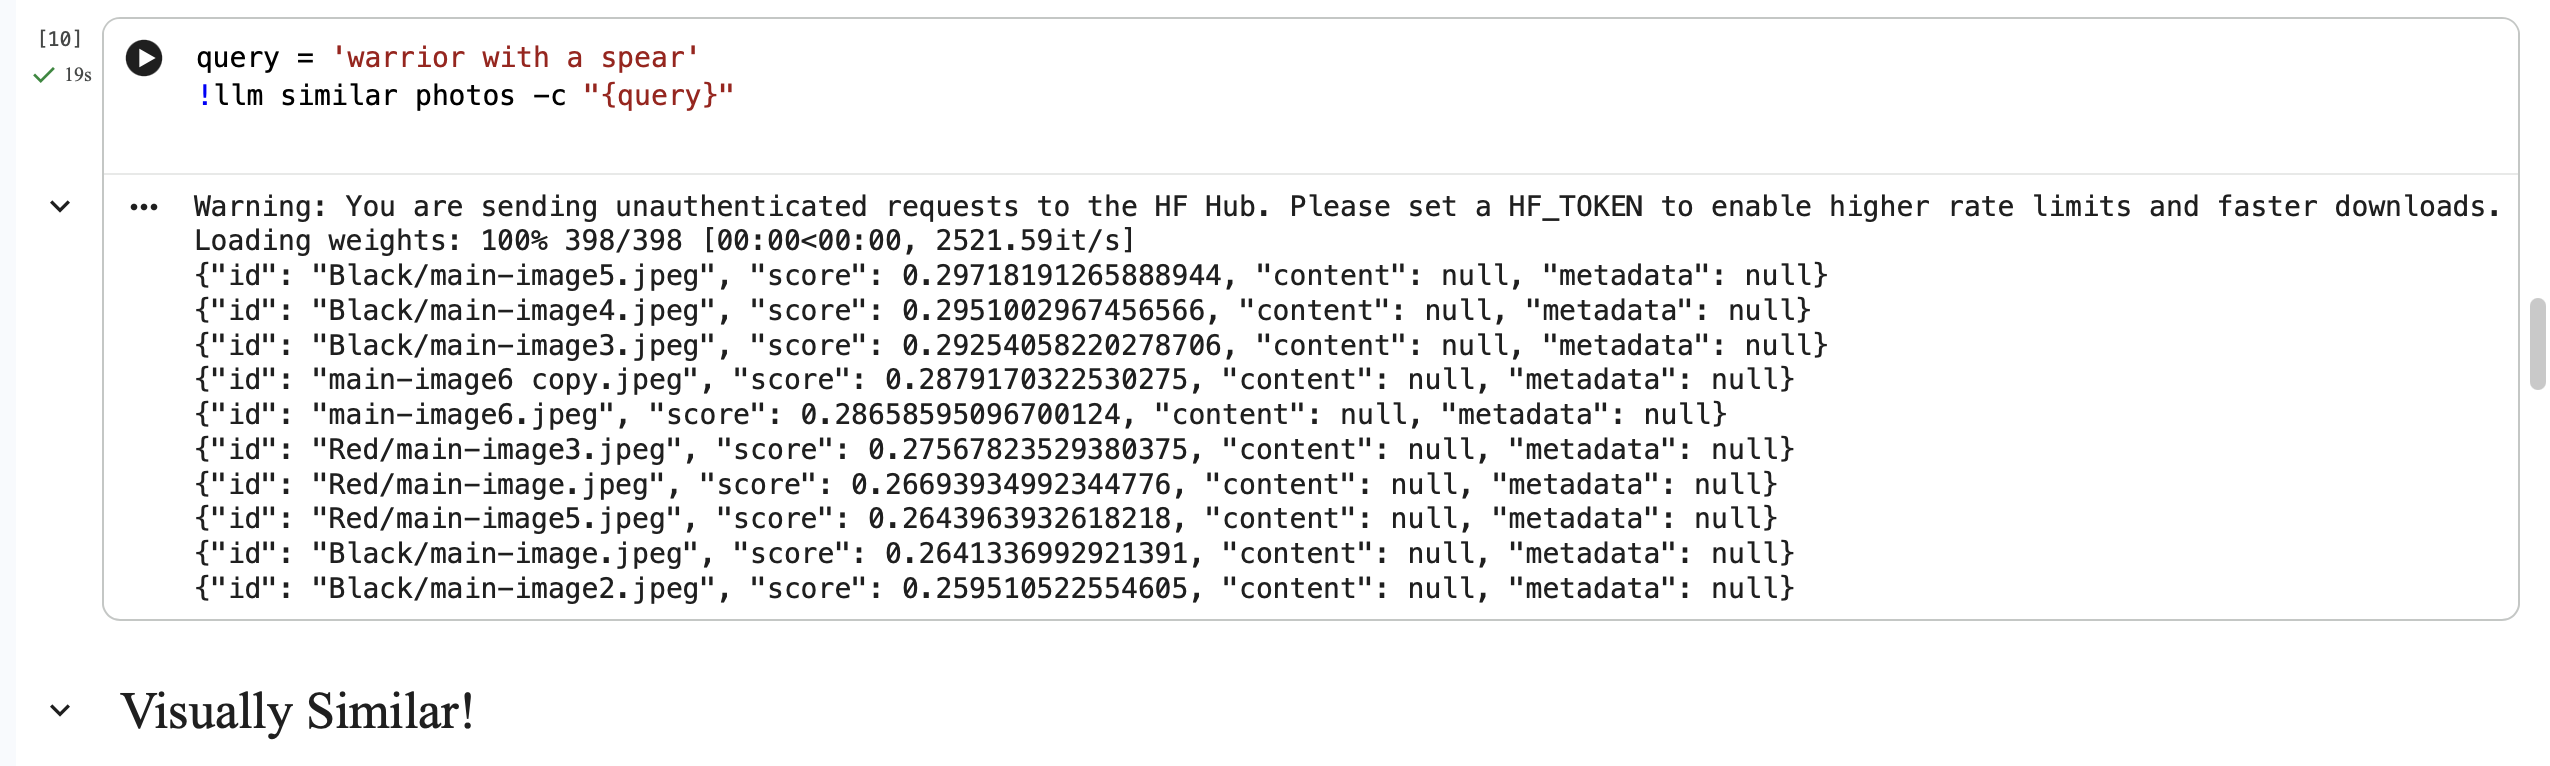 [10]
19s
query = 'warrior with a spear'
!llm similar photos -c "{query}"
Warning: You are sending unauthenticated requests to the HF Hub. Please set a HF_TOKEN to enable higher rate limits and faster downloads.
Loading weights: 100% 398/398 [00:00<00:00, 2521.59it/s]
{"id": "Black/main-image5.jpeg", "score": 0.29718191265888944, "content": null, "metadata": null}
{"id": "Black/main-image4.jpeg", "score": 0.2951002967456566, "content": null, "metadata": null}
{"id": "Black/main-image3.jpeg", "score": 0.29254058220278706, "content": null, "metadata": null}
{"id": "main-image6 copy.jpeg", "score": 0.2879170322530275, "content": null, "metadata": null}
{"id": "main-image6.jpeg", "score": 0.28658595096700124, "content": null, "metadata": null}
{"id": "Red/main-image3.jpeg", "score": 0.27567823529380375, "content": null, "metadata": null}
{"id": "Red/main-image.jpeg", "score": 0.26693934992344776, "content": null, "metadata": null}
{"id": "Red/main-image5.jpeg", "score": 0.2643963932618218, "content": null, "metadata": null}
{"id": "Black/main-image.jpeg", "score": 0.2641336992921391, "content": null, "metadata": null}
{"id": "Black/main-image2.jpeg", "score": 0.259510522554605, "content": null, "metadata": null}
Visually Similar!